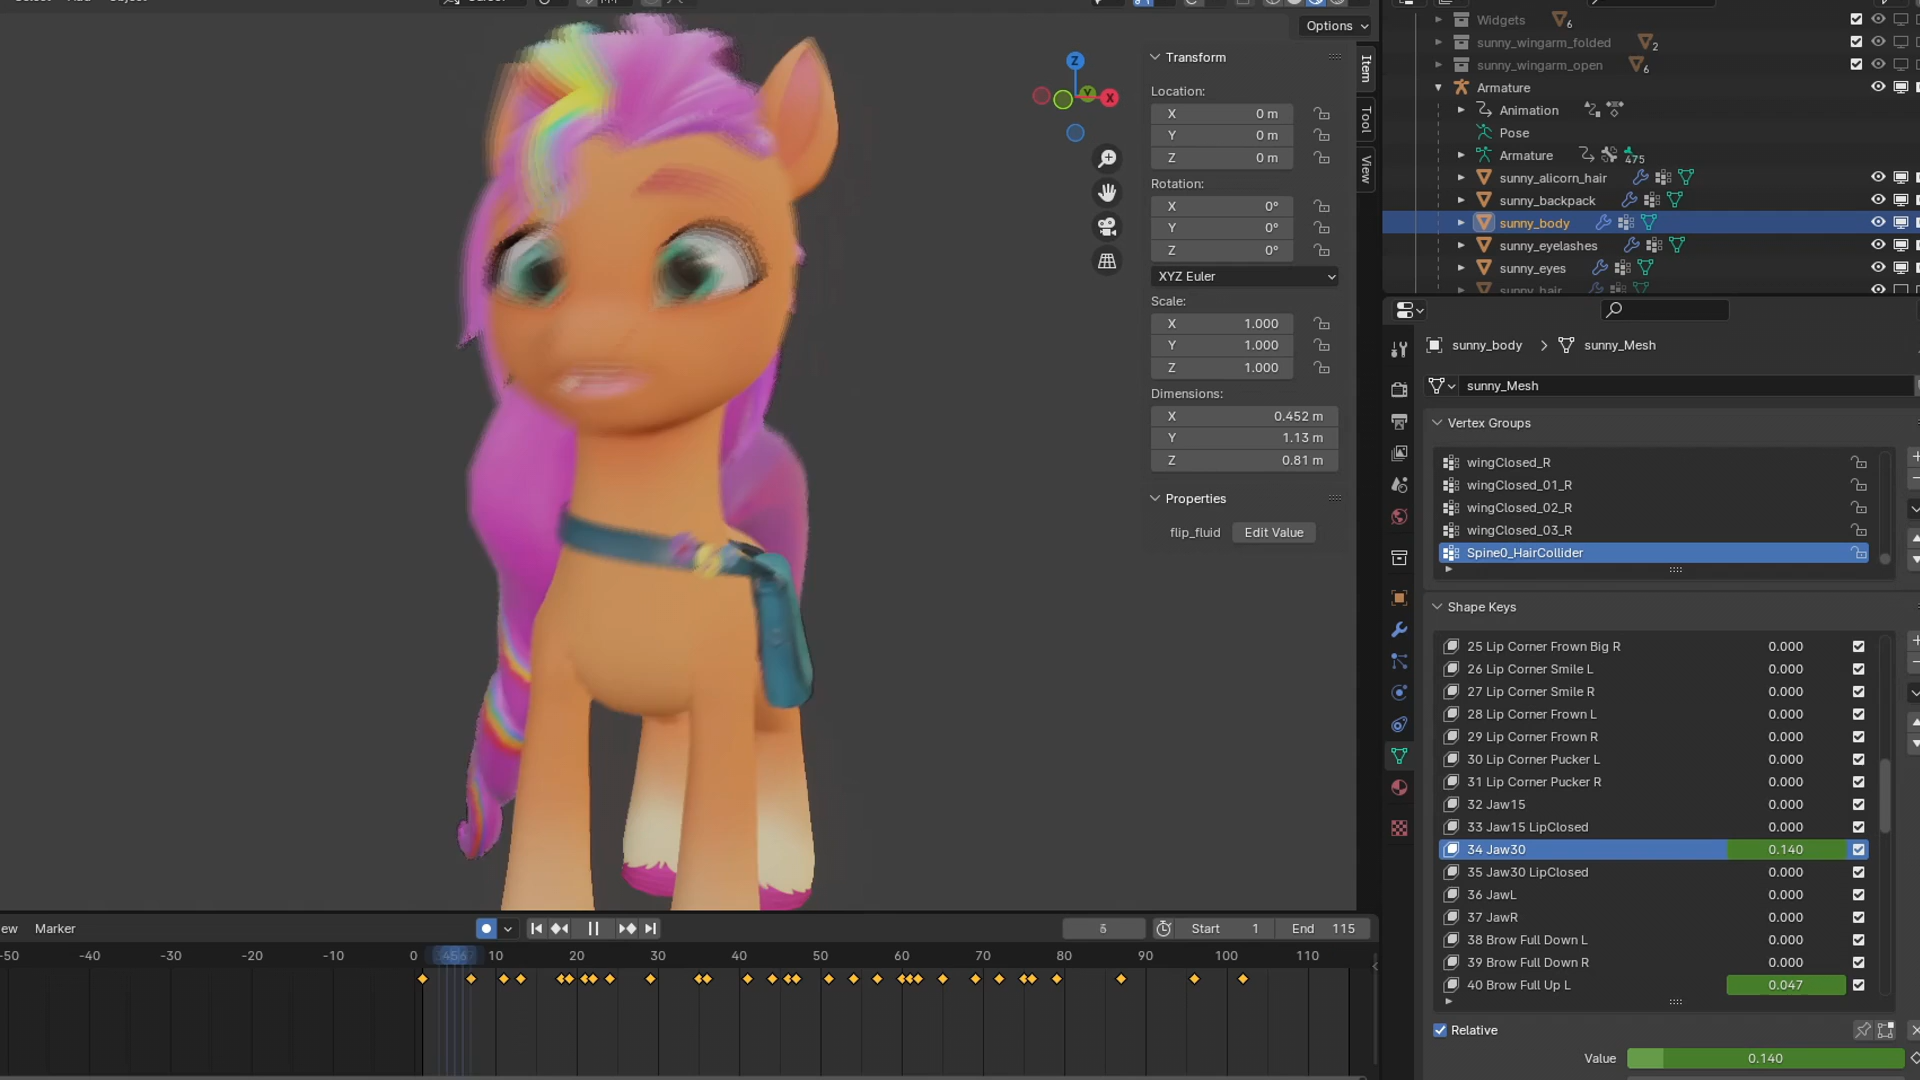 Options
Item
Tool
View
Z
Y
X
Transform
Location:
X 0 m
Y 0 m
Z 0 m
Rotation:
X 0°
Y 0°
Z 0°
XYZ Euler
Scale:
X 1.000
Y 1.000
Z 1.000
Dimensions:
X 0.452 m
Y 1.13 m
Z 0.81 m
Properties
flip_fluid Edit Value
Widgets 6
sunny_wingarm_folded 2
sunny_wingarm_open 6
Armature
Animation
Pose
Armature 475
sunny_alicorn_hair
sunny_backpack
sunny_body
sunny_eyelashes
sunny_eyes
sunny_hair
sunny_body > sunny_Mesh
sunny_Mesh
Vertex Groups
wingClosed_R
wingClosed_01_R
wingClosed_02_R
wingClosed_03_R
Spine0_HairCollider
Shape Keys
25 Lip Corner Frown Big R 0.000
26 Lip Corner Smile L 0.000
27 Lip Corner Smile R 0.000
28 Lip Corner Frown L 0.000
29 Lip Corner Frown R 0.000
30 Lip Corner Pucker L 0.000
31 Lip Corner Pucker R 0.000
32 Jaw15 0.000
33 Jaw15 LipClosed 0.000
34 Jaw30 0.140
35 Jaw30 LipClosed 0.000
36 JawL 0.000
37 JawR 0.000
38 Brow Full Down L 0.000
39 Brow Full Down R 0.000
40 Brow Full Up L 0.047
Relative
Value 0.140
ew Marker
Start 1 End 115
-50 -40 -30 -20 -10 0 10 20 30 40 50 60 70 80 90 100 110